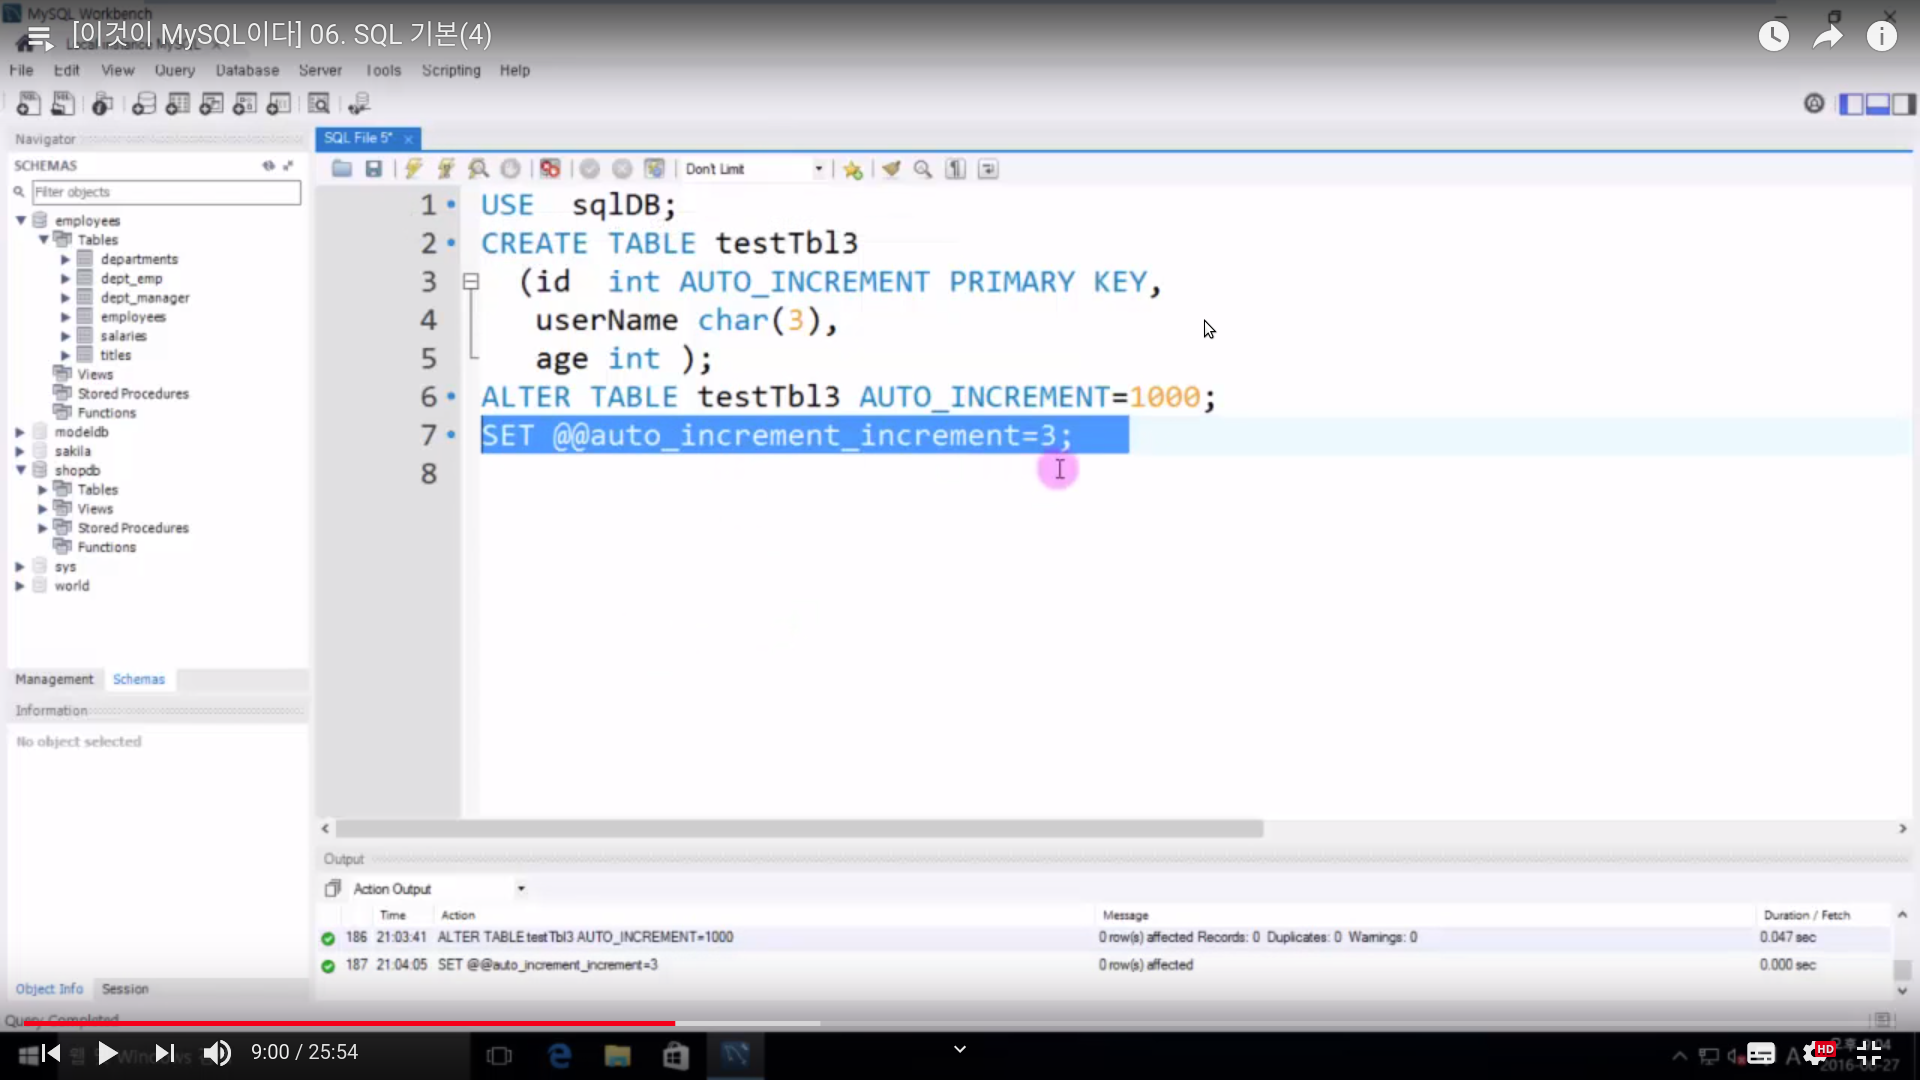 MySQL Workbench
[이것이 MySQL이다] 06. SQL 기본(4)
File Edit View Query Database Server Tools Scripting Help
Navigator
SQL File 5*
SCHEMAS
Don't Limit
Filter objects
employees
Tables
departments
dept_emp
dept_manager
employees
salaries
titles
Views
Stored Procedures
Functions
modeldb
sakila
shopdb
Tables
Views
Stored Procedures
Functions
sys
world
1 USE sqlDB;
2 CREATE TABLE testTbl3
3 (id int AUTO_INCREMENT PRIMARY KEY,
4 userName char(3),
5 age int );
6 ALTER TABLE testTbl3 AUTO_INCREMENT=1000;
7 SET @@auto_increment_increment=3;
8
Management Schemas
Information
No object selected
Output
Action Output
Time Action Message Duration / Fetch
186 21:03:41 ALTER TABLE testTbl3 AUTO_INCREMENT=1000 0 row(s) affected Records: 0 Duplicates: 0 Warnings: 0 0.047 sec
187 21:04:05 SET @@auto_increment_increment=3 0 row(s) affected 0.000 sec
Object Info Session
Query Completed
9:00 / 25:54
HD